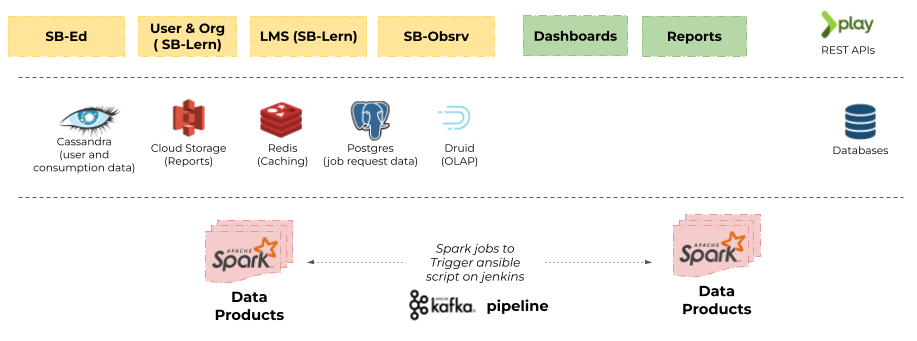 SB-Ed
User & Org
( SB-Lern)
LMS (SB-Lern)
SB-Obsrv
Dashboards
Reports
play
REST APIs
Cassandra
(user and
consumption data)
Cloud Storage
(Reports)
Redis
(Caching)
Postgres
(job request data)
Druid
(OLAP)
Databases
APACHE
Spark
Data
Products
Spark jobs to
Trigger ansible
script on jenkins
kafka
pipeline
APACHE
Spark
Data
Products